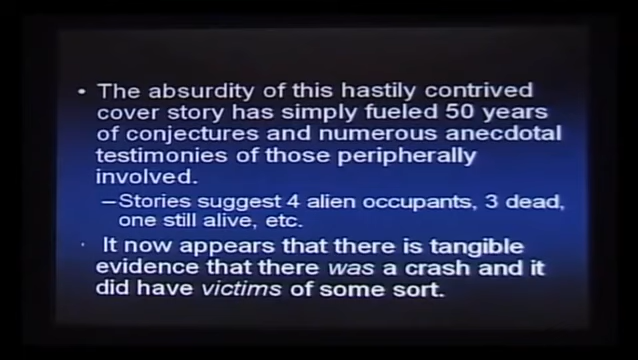 • The absurdity of this hastily contrived
cover story has simply fueled 50 years
of conjectures and numerous anecdotal
testimonies of those peripherally
involved.
–Stories suggest 4 alien occupants, 3 dead,
one still alive, etc.
· It now appears that there is tangible
evidence that there was a crash and it
did have victims of some sort.